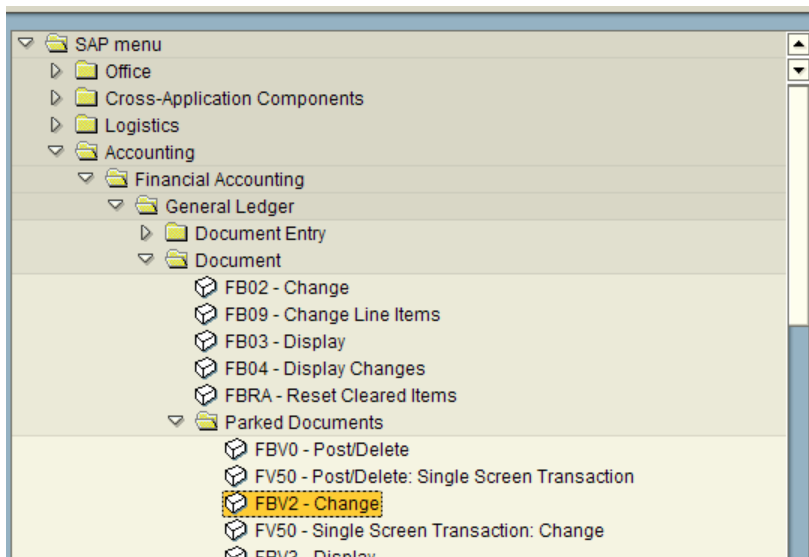 SAP menu
Office
Cross-Application Components
Logistics
Accounting
Financial Accounting
General Ledger
Document Entry
Document
FB02 - Change
FB09 - Change Line Items
FB03 - Display
FB04 - Display Changes
FBRA - Reset Cleared Items
Parked Documents
FBV0 - Post/Delete
FV50 - Post/Delete: Single Screen Transaction
FBV2 - Change
FV50 - Single Screen Transaction: Change
FBV3 - Display